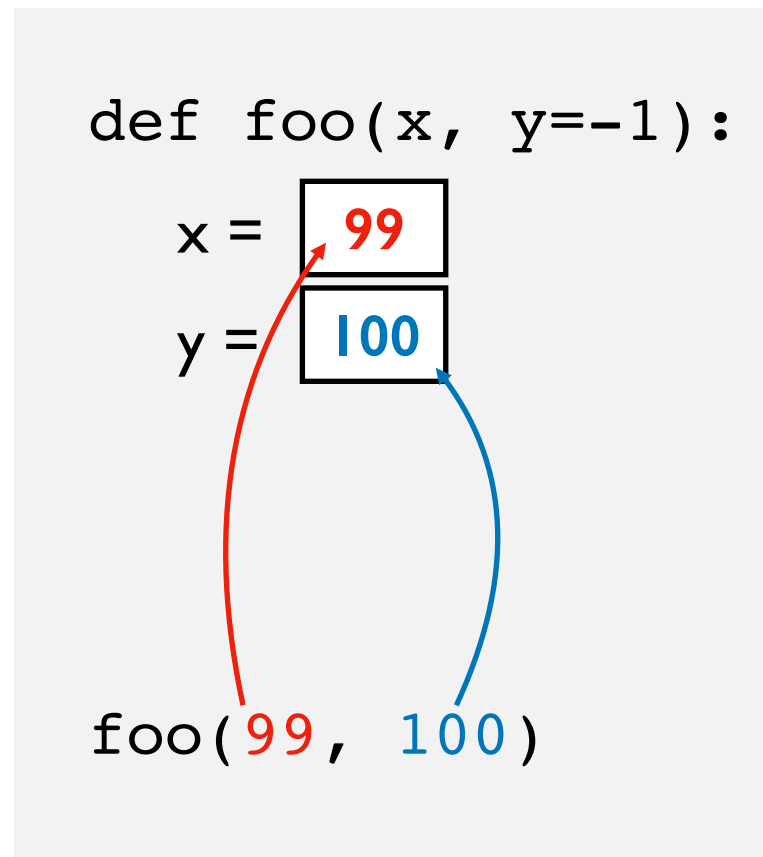 def foo(x, y=-1):
x = 99
y = 100
foo(99, 100)